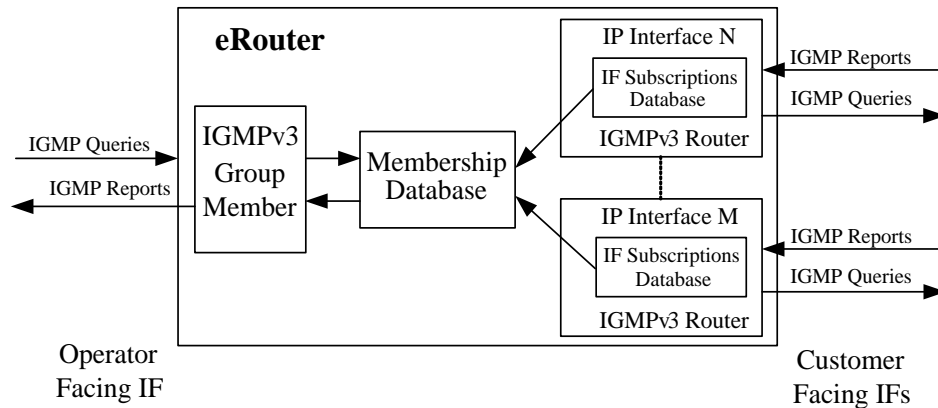 eRouter
IGMP Queries
IGMP Reports
IGMPv3
Group
Member
Membership
Database
IP Interface N
IF Subscriptions
Database
IGMPv3 Router
IGMP Reports
IGMP Queries
IP Interface M
IF Subscriptions
Database
IGMPv3 Router
IGMP Reports
IGMP Queries
Operator
Facing IF
Customer
Facing IFs